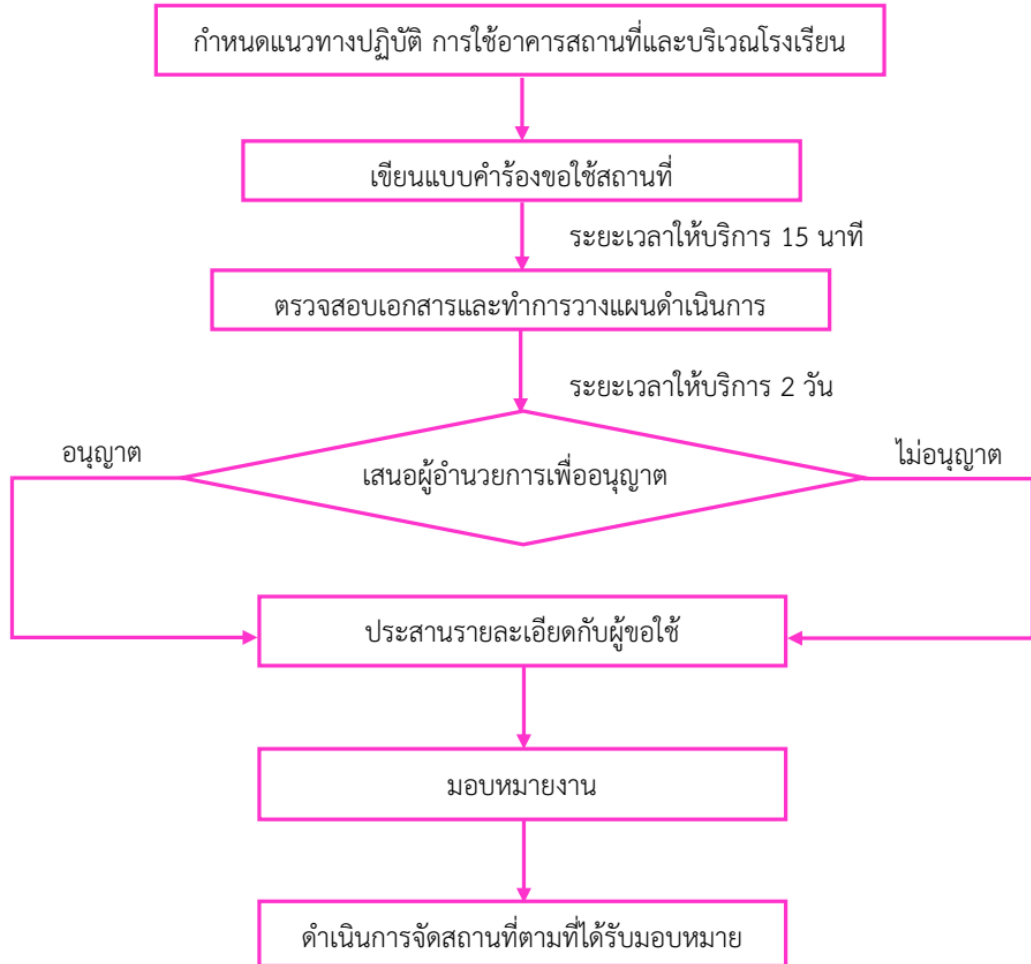 กำหนดแนวทางปฏิบัติ การใช้อาคารสถานที่และบริเวณโรงเรียน
เขียนแบบคำร้องขอใช้สถานที่
ระยะเวลาให้บริการ 15 นาที
ตรวจสอบเอกสารและทำการวางแผนดำเนินการ
ระยะเวลาให้บริการ 2 วัน
อนุญาต
ไม่อนุญาต
เสนอผู้อำนวยการเพื่ออนุญาต
ประสานรายละเอียดกับผู้ขอใช้
มอบหมายงาน
ดำเนินการจัดสถานที่ตามที่ได้รับมอบหมาย